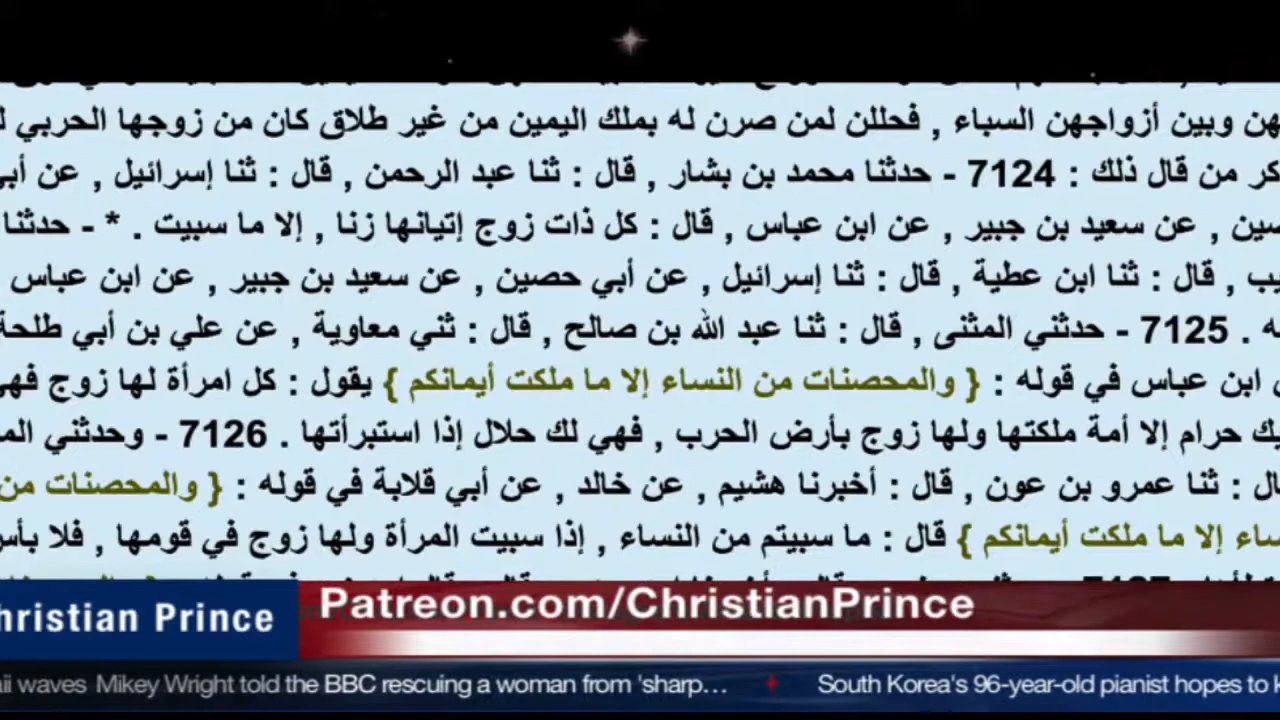 وبين أزواجهن السباء , فحللن لمن صرن له بملك اليمين من غير طلاق كان من زوجها الحربي
من قال ذلك : 7124 - حدثنا محمد بن بشار , قال : ثنا عبد الرحمن , قال : ثنا إسرائيل , عن
, عن سعيد بن جبير , عن ابن عباس , قال : كل ذات زوج إتيانها زنا , إلا ما سبيت . * - حدثنا
, قال : ثنا ابن عطية , قال : ثنا إسرائيل , عن أبي حصين , عن سعيد بن جبير , عن ابن عباس
. 7125 - حدثني المثنى , قال : ثنا عبد الله بن صالح , قال : ثني معاوية , عن علي بن أبي طلحة
ابن عباس في قوله : { والمحصنات من النساء إلا ما ملكت أيمانكم } يقول : كل امرأة لها زوج
حرام إلا أمة ملكتها ولها زوج بأرض الحرب , فهي لك حلال إذا استبرأتها . 7126 - وحدثني
: ثنا عمرو بن عون , قال : أخبرنا هشيم , عن خالد , عن أبي قلابة في قوله : { والمحصنات من
إلا ما ملكت أيمانكم } قال : ما سبيتم من النساء , إذا سبيت المرأة ولها زوج في قومها , فلا
Patreon.com/ChristianPrince
Prince
waves Mikey Wright told the BBC rescuing a woman from 'sharp... South Korea's 96-year-old pianist hopes to